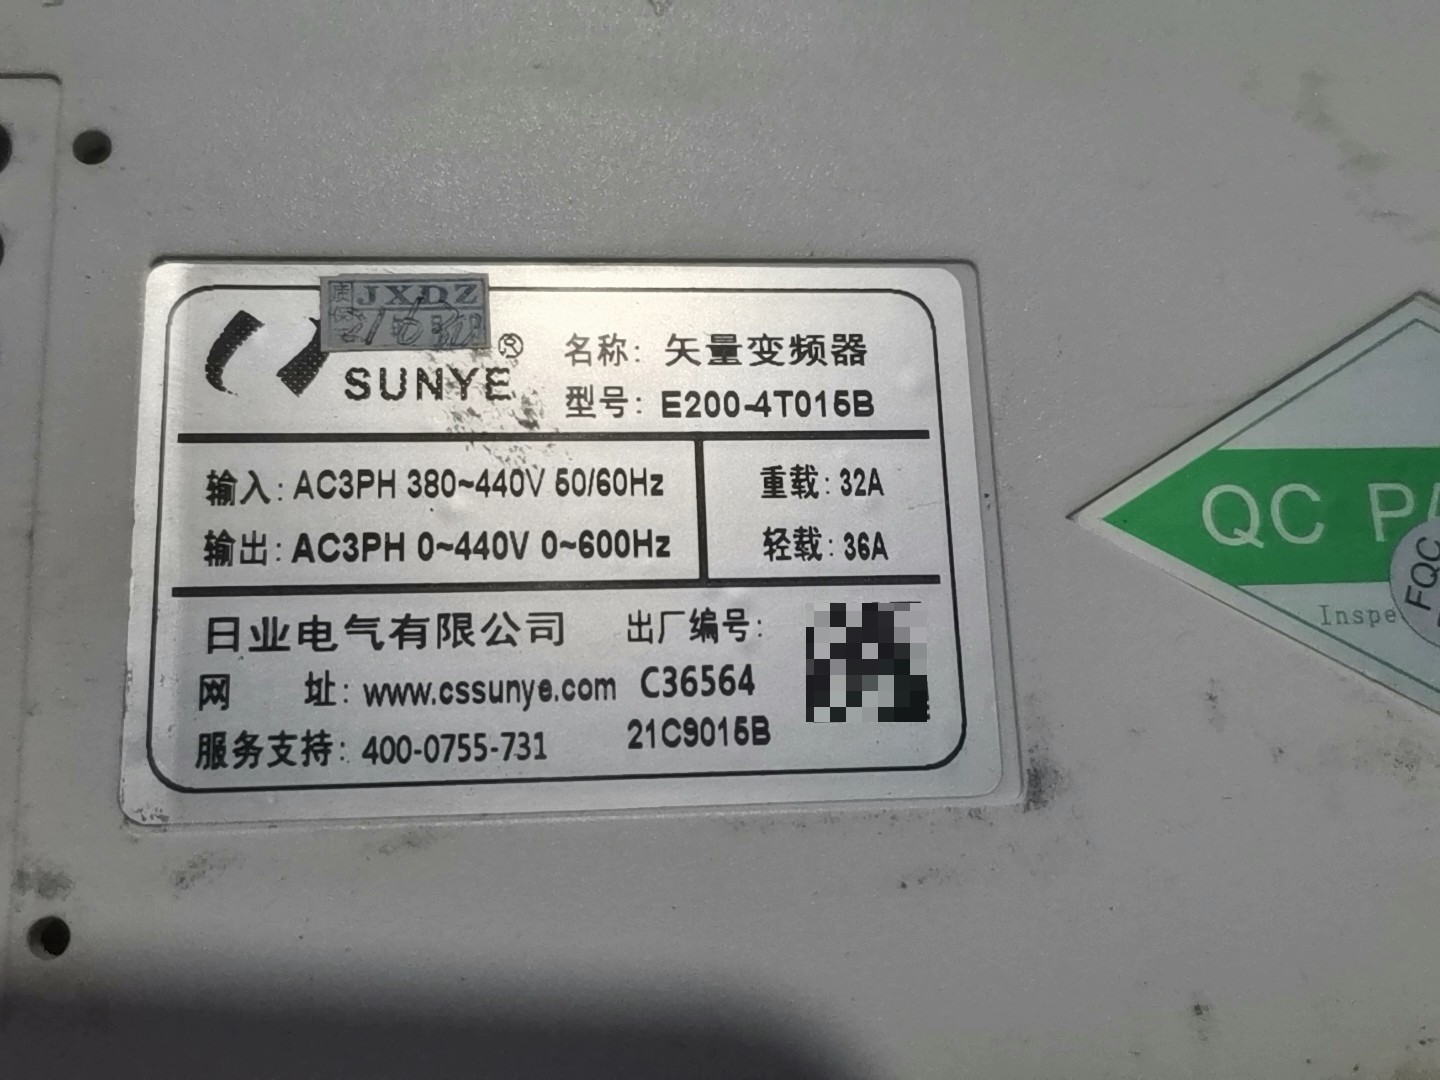 JXDZ
SUNYE®
名称：矢量变频器
型号：E200-4T015B
输入：AC3PH 380~440V 50/60Hz
输出：AC3PH 0~440V 0~600Hz
重载：32A
轻载：36A
日业电气有限公司
网 址：www.cssunye.com
服务支持：400-0755-731
出厂编号：
C36564
21C9015B
QC PA
Inspe
FQC